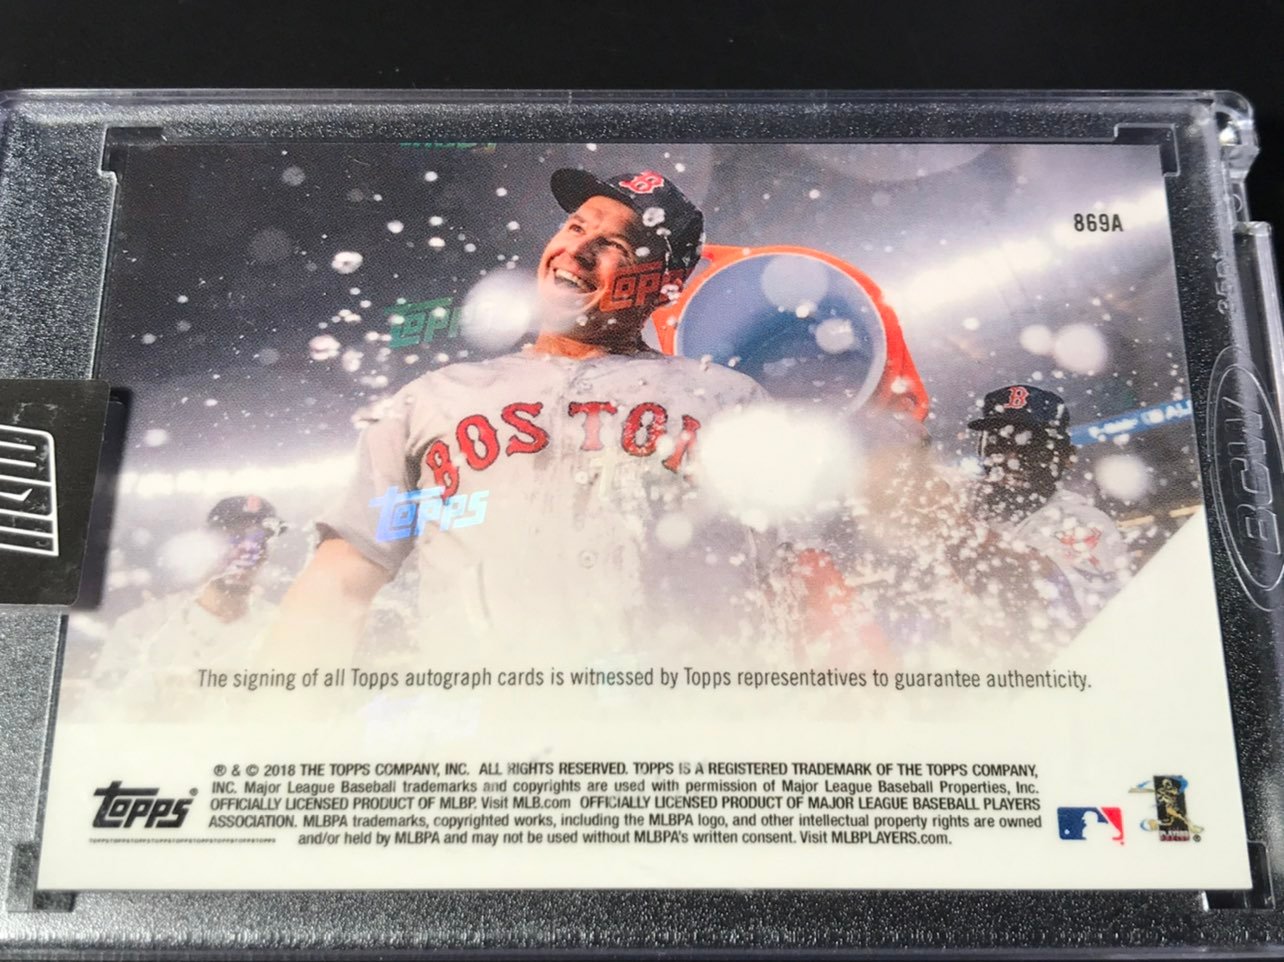 869A
B
TOPPS
TOPP
BOSTON
B
TOPPS
BCW
35pt
The signing of all Topps autograph cards is witnessed by Topps representatives to guarantee authenticity.
TOPPS®
® & © 2018 THE TOPPS COMPANY, INC. ALL RIGHTS RESERVED. TOPPS IS A REGISTERED TRADEMARK OF THE TOPPS COMPANY,
INC. Major League Baseball trademarks and copyrights are used with permission of Major League Baseball Properties, Inc.
OFFICIALLY LICENSED PRODUCT OF MLBP. Visit MLB.com OFFICIALLY LICENSED PRODUCT OF MAJOR LEAGUE BASEBALL PLAYERS
ASSOCIATION. MLBPA trademarks, copyrighted works, including the MLBPA logo, and other intellectual property rights are owned
and/or held by MLBPA and may not be used without MLBPA's written consent. Visit MLBPLAYERS.com.
PLAYERS